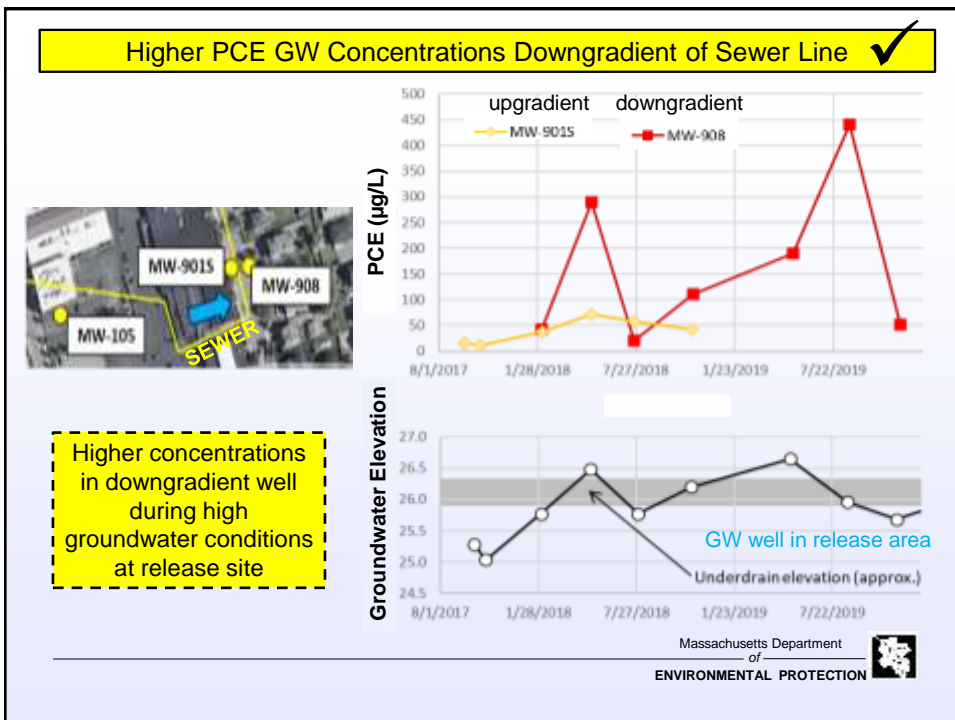 Higher PCE GW Concentrations Downgradient of Sewer Line
upgradient downgradient
MW-901S MW-908
PCE (µg/L)
500
450
400
350
300
250
200
150
100
50
0
8/1/2017 1/28/2018 7/27/2018 1/23/2019 7/22/2019
MW-901S
MW-908
MW-105
SEWER
Higher concentrations
in downgradient well
during high
groundwater conditions
at release site
Groundwater Elevation
27.0
26.5
26.0
25.5
25.0
24.5
GW well in release area
Underdrain elevation (approx.)
8/1/2017 1/28/2018 7/27/2018 1/23/2019 7/22/2019
Massachusetts Department
of
ENVIRONMENTAL PROTECTION